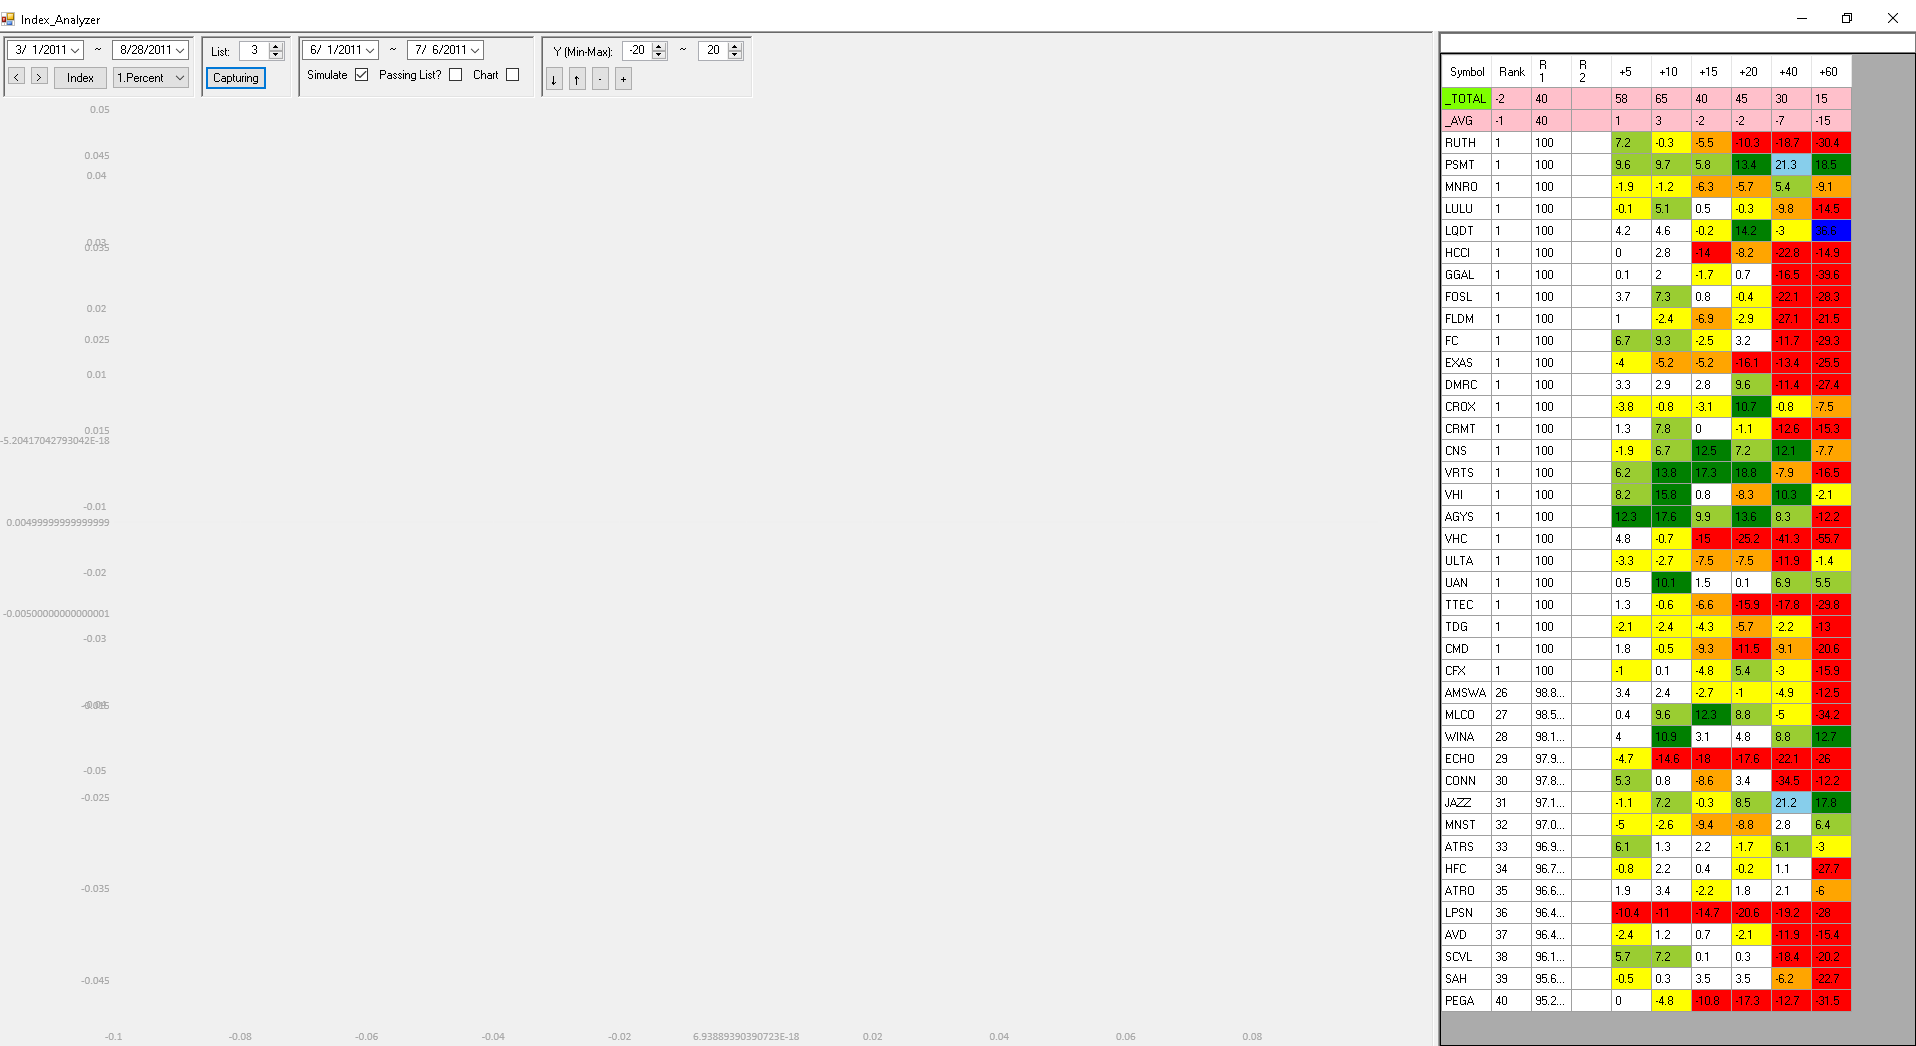 Index_Analyzer
3/ 1/2011 ~ 8/28/2011 List: 3 6/ 1/2011 ~ 7/ 6/2011 Y (Min-Max): -20 ~ 20
< > Index 1.Percent Capturing Simulate Passing List? Chart ↓ ↑ - +
0.05
0.045
0.04
0.03
0.035
0.02
0.025
0.01
0.015
-5.20417042793042E-18
-0.01
0.00499999999999999
-0.02
-0.00500000000000001
-0.03
-0.04
-0.015
-0.05
-0.025
-0.035
-0.045
-0.1 -0.08 -0.06 -0.04 -0.02 6.93889390390723E-18 0.02 0.04 0.06 0.08
Symbol Rank R 1 R 2 +5 +10 +15 +20 +40 +60
_TOTAL -2 40 58 65 40 45 30 15
_AVG -1 40 1 3 -2 -2 -7 -15
RUTH 1 100 7.2 -0.3 -5.5 -10.3 -18.7 -30.4
PSMT 1 100 9.6 9.7 5.8 13.4 21.3 18.5
MNRO 1 100 -1.9 -1.2 -6.3 -5.7 5.4 -9.1
LULU 1 100 -0.1 5.1 0.5 -0.3 -9.8 -14.5
LQDT 1 100 4.2 4.6 -0.2 14.2 -3
HCCI 1 100 0 2.8 -14 -8.2 -22.8 -14.9
GGAL 1 100 0.1 2 -1.7 0.7 -16.5 -39.6
FOSL 1 100 3.7 7.3 0.8 -0.4 -22.1 -28.3
FLDM 1 100 1 -2.4 -6.9 -2.9 -27.1 -21.5
FC 1 100 6.7 9.3 -2.5 3.2 -11.7 -29.3
EXAS 1 100 -4 -5.2 -5.2 -16.1 -13.4 -25.5
DMRC 1 100 3.3 2.9 2.8 9.6 -11.4 -27.4
CROX 1 100 -3.8 -0.8 -3.1 10.7 -0.8 -7.5
CRMT 1 100 1.3 7.8 0 -1.1 -12.6 -15.3
CNS 1 100 -1.9 6.7 12.5 7.2 12.1 -7.7
VRTS 1 100 6.2 13.8 17.3 18.8 -7.9 -16.5
VHI 1 100 8.2 15.8 0.8 -8.3 10.3 -2.1
AGYS 1 100 12.3 17.6 9.9 13.6 8.3 -12.2
VHC 1 100 4.8 -0.7 -15 -25.2 -41.3 -55.7
ULTA 1 100 -3.3 -2.7 -7.5 -7.5 -11.9 -1.4
UAN 1 100 0.5 10.1 1.5 0.1 6.9 5.5
TTEC 1 100 1.3 -0.6 -6.6 -15.9 -17.8 -29.8
TDG 1 100 -2.1 -2.4 -4.3 -5.7 -2.2 -13
CMD 1 100 1.8 -0.5 -9.3 -11.5 -9.1 -20.6
CFX 1 100 -1 0.1 -4.8 5.4 -3 -15.9
AMSWA 26 98.8... 3.4 2.4 -2.7 -1 -4.9 -12.5
MLCO 27 98.5... 0.4 9.6 12.3 8.8 -5 -34.2
WINA 28 98.1... 4 10.9 3.1 4.8 8.8 12.7
ECHO 29 97.9... -4.7 -14.6 -18 -17.6 -22.1 -26
CONN 30 97.8... 5.3 0.8 -8.6 3.4 -34.5 -12.2
JAZZ 31 97.1... -1.1 7.2 -0.3 8.5 21.2 17.8
MNST 32 97.0... -5 -2.6 -9.4 -8.8 2.8 6.4
ATRS 33 96.9... 6.1 1.3 2.2 -1.7 6.1 -3
HFC 34 96.7... -0.8 2.2 0.4 -0.2 1.1 -27.7
ATRO 35 96.6... 1.9 3.4 -2.2 1.8 2.1 -6
LPSN 36 96.4... -10.4 -11 -14.7 -20.6 -19.2 -28
AVD 37 96.4... -2.4 1.2 0.7 -2.1 -11.9 -15.4
SCVL 38 96.1... 5.7 7.2 0.1 0.3 -18.4 -20.2
SAH 39 95.6... -0.5 0.3 3.5 3.5 -6.2 -22.7
PEGA 40 95.2... 0 -4.8 -10.8 -17.3 -12.7 -31.5